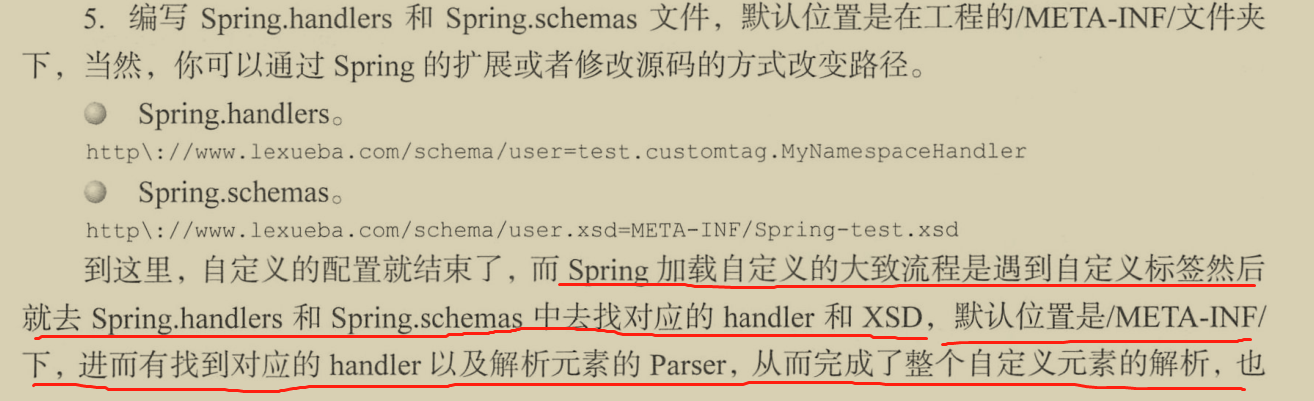 5. 编写 Spring.handlers 和 Spring.schemas 文件，默认位置是在工程的/META-INF/文件夹
下，当然，你可以通过 Spring 的扩展或者修改源码的方式改变路径。
Spring.handlers。
http\://www.lexueba.com/schema/user=test.customtag.MyNamespaceHandler
Spring.schemas。
http\://www.lexueba.com/schema/user.xsd=META-INF/Spring-test.xsd
到这里，自定义的配置就结束了，而 Spring 加载自定义的大致流程是遇到自定义标签然后
就去 Spring.handlers 和 Spring.schemas 中去找对应的 handler 和 XSD，默认位置是/META-INF/
下，进而有找到对应的 handler 以及解析元素的 Parser，从而完成了整个自定义元素的解析，也